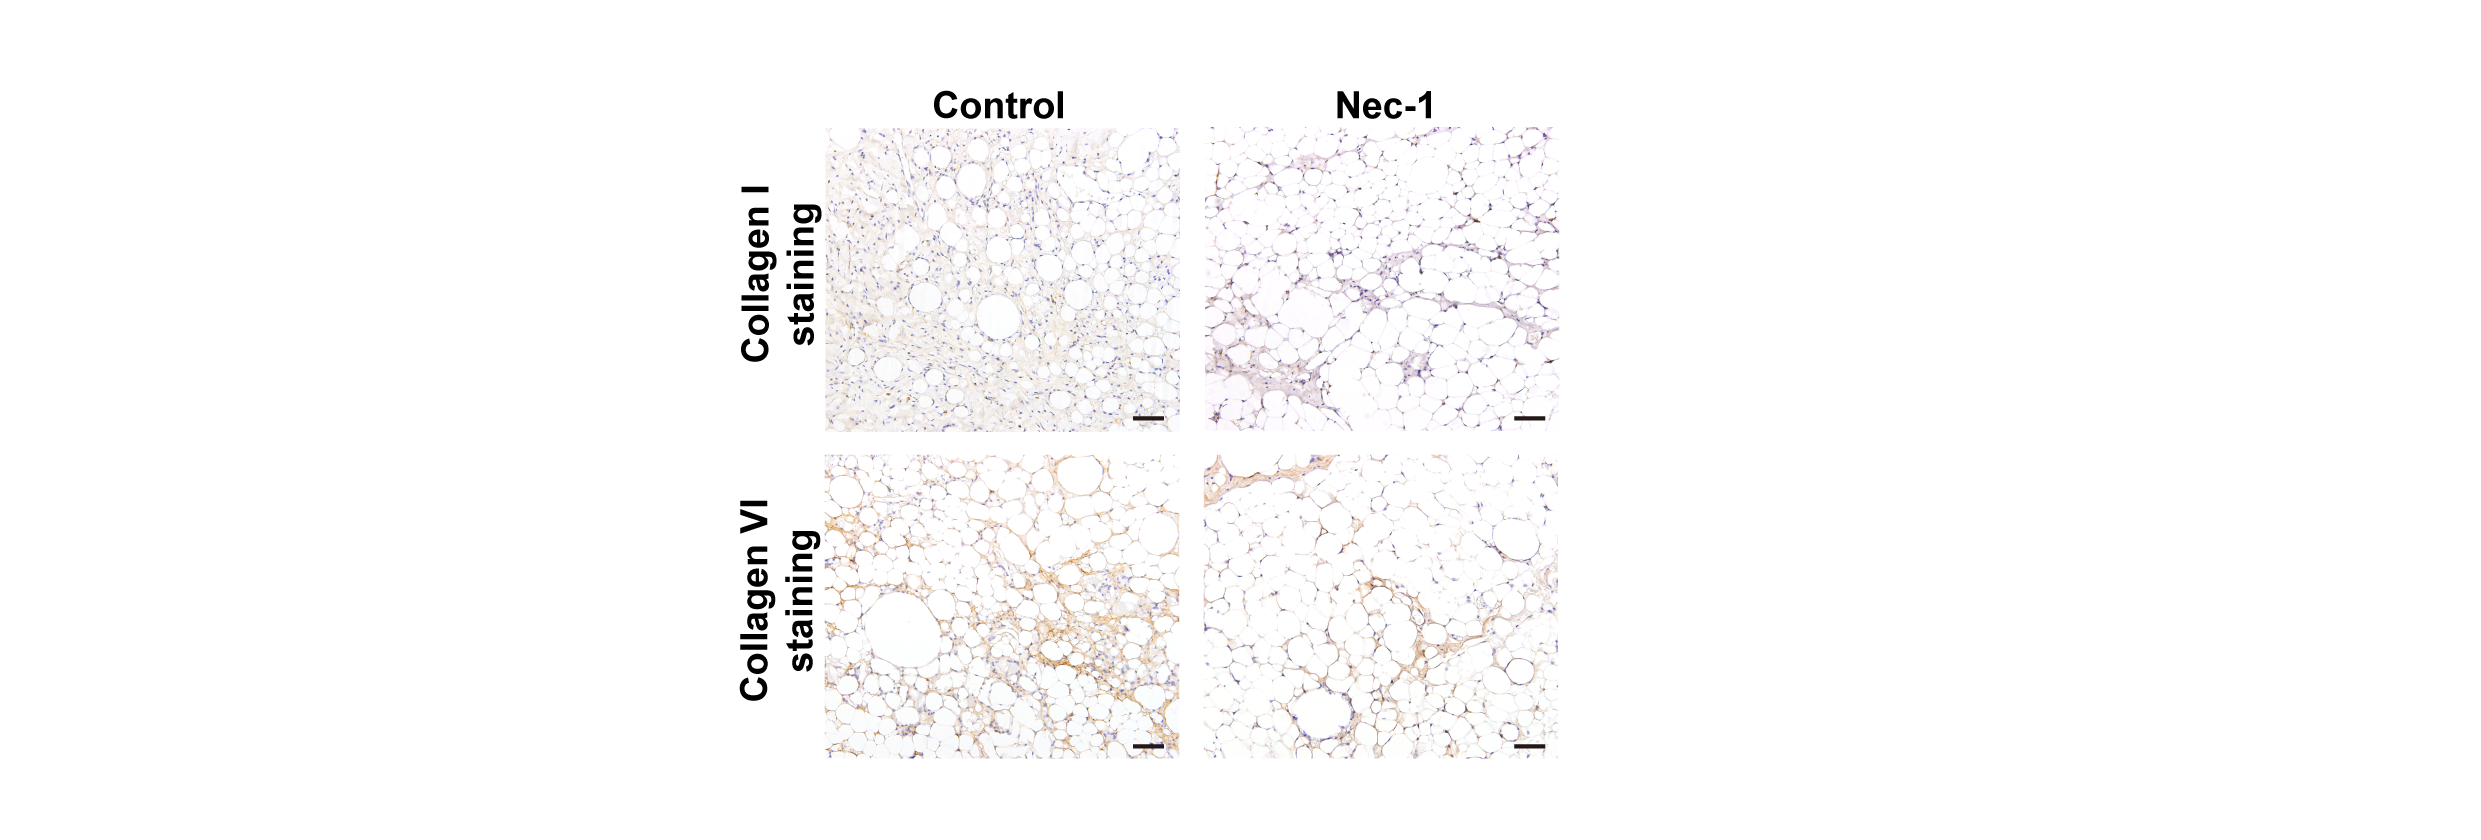 Control
Nec-1
Collagen I
staining
Collagen VI
staining